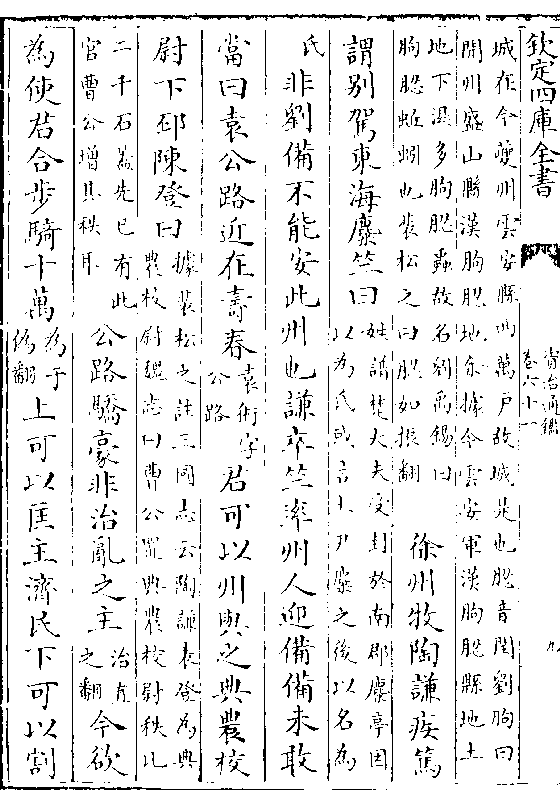 欽定四庫全書
資治通鑑
卷六十一
九
城在今夔州雲安縣西萬戶故城是也䏰音閏劉昫曰
開州盛山縣漢朐䏰地余據今雲安軍漢朐䏰縣地土
地下濕多朐䏰蟲故名劉禹錫曰
朐䏰蚯蚓也裴松之曰䏰如振翻
徐州牧陶謙疾篤
謂别駕東海麋竺曰
姓譜楚大夫受封於南郡麋亭因
以為氏或言工尹麋之後以名為
氏
非劉備不能安此州也謙卒竺率州人迎備備未敢
當曰袁公路近在壽春
袁術字
公路
君可以州與之典農校
尉下邳陳登曰
據裴松之註三國志云陶謙表登為典
農校尉魏志曰曹公置典農校尉秩比
二千石葢先已有此
官曹公增其秩耳
公路驕豪非治亂之主
治直
之翻
今欲
為使君合步騎十萬
為于
偽翻
上可以匡主濟民下可以割